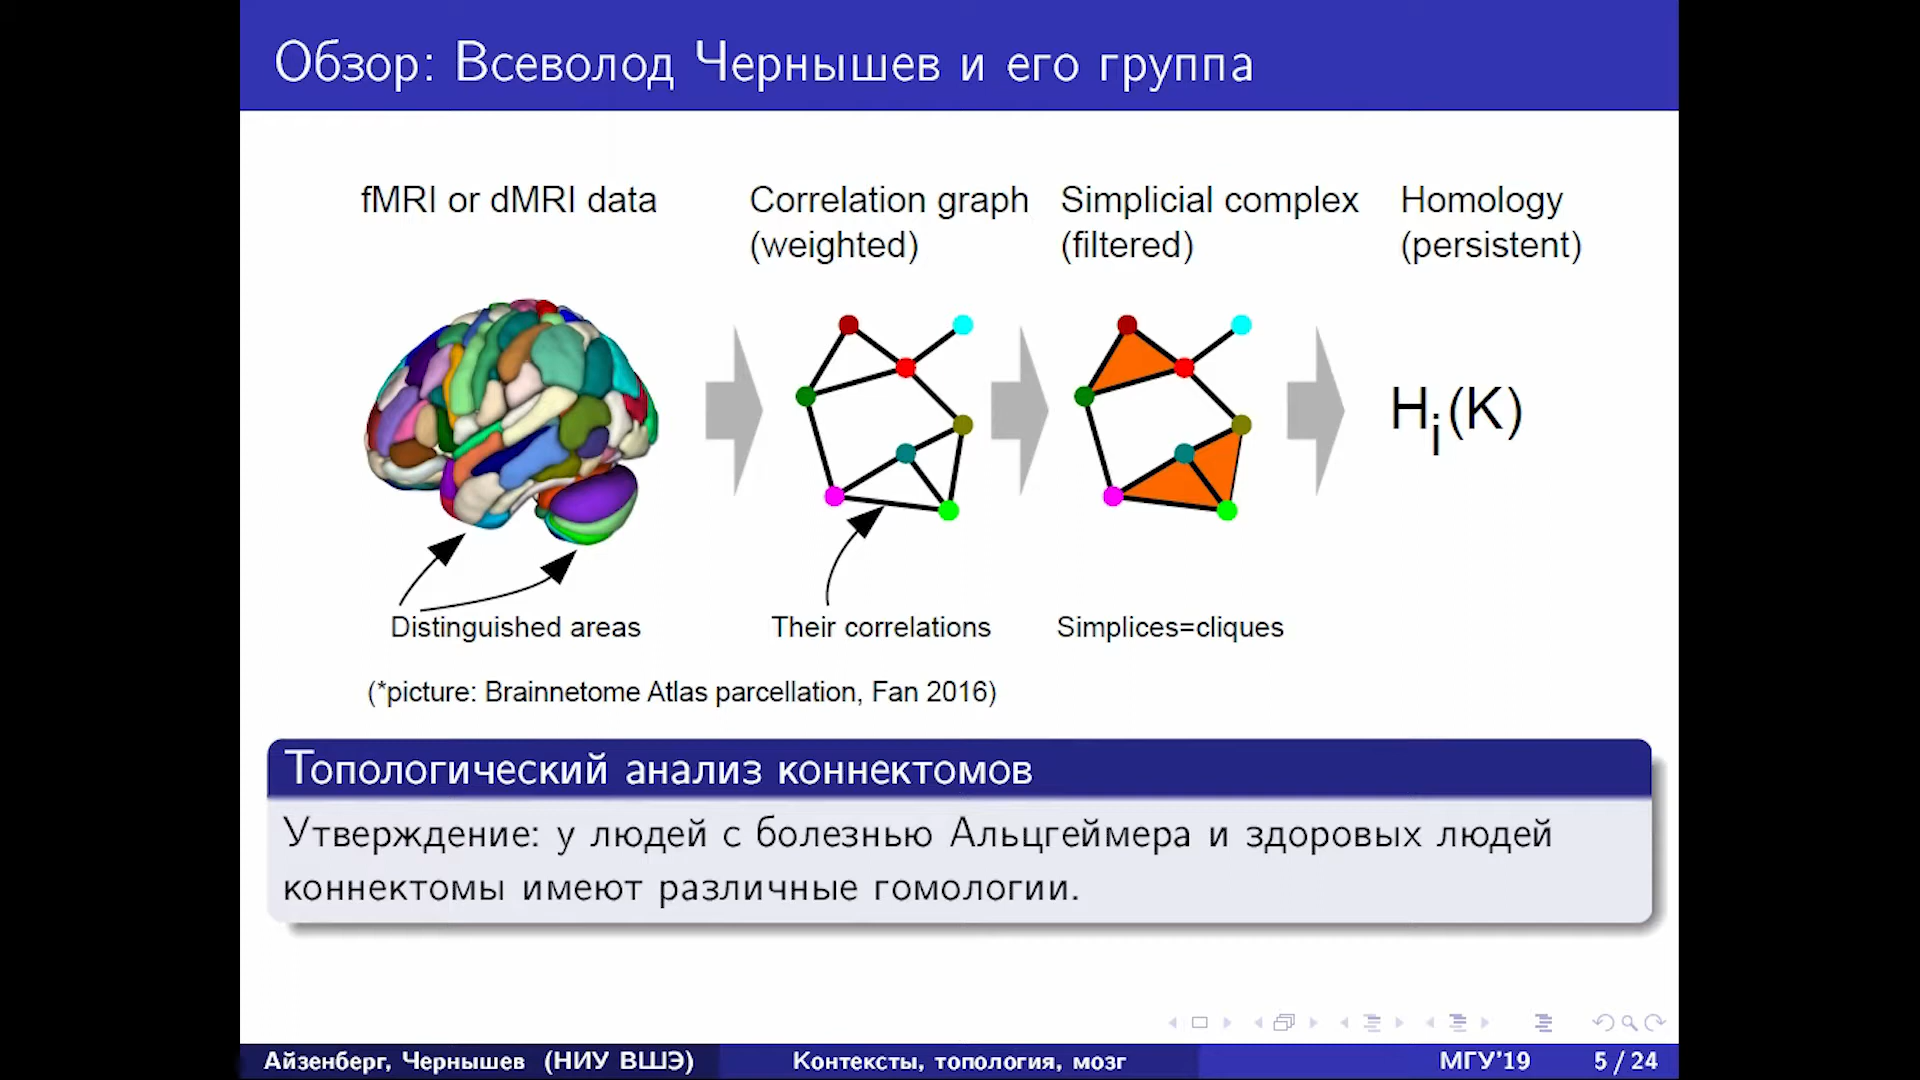 Обзор: Всеволод Чернышев и его группа
fMRI or dMRI data
Correlation graph
(weighted)
Simplicial complex
(filtered)
Homology
(persistent)
H_i(K)
Distinguished areas
Their correlations
Simplices=cliques
(*picture: Brainnetome Atlas parcellation, Fan 2016)
Топологический анализ коннектомов
Утверждение: у людей с болезнью Альцгеймера и здоровых людей
коннектомы имеют различные гомологии.
Айзенберг, Чернышев (НИУ ВШЭ)
Контексты, топология, мозг
МГУ'19
5 / 24